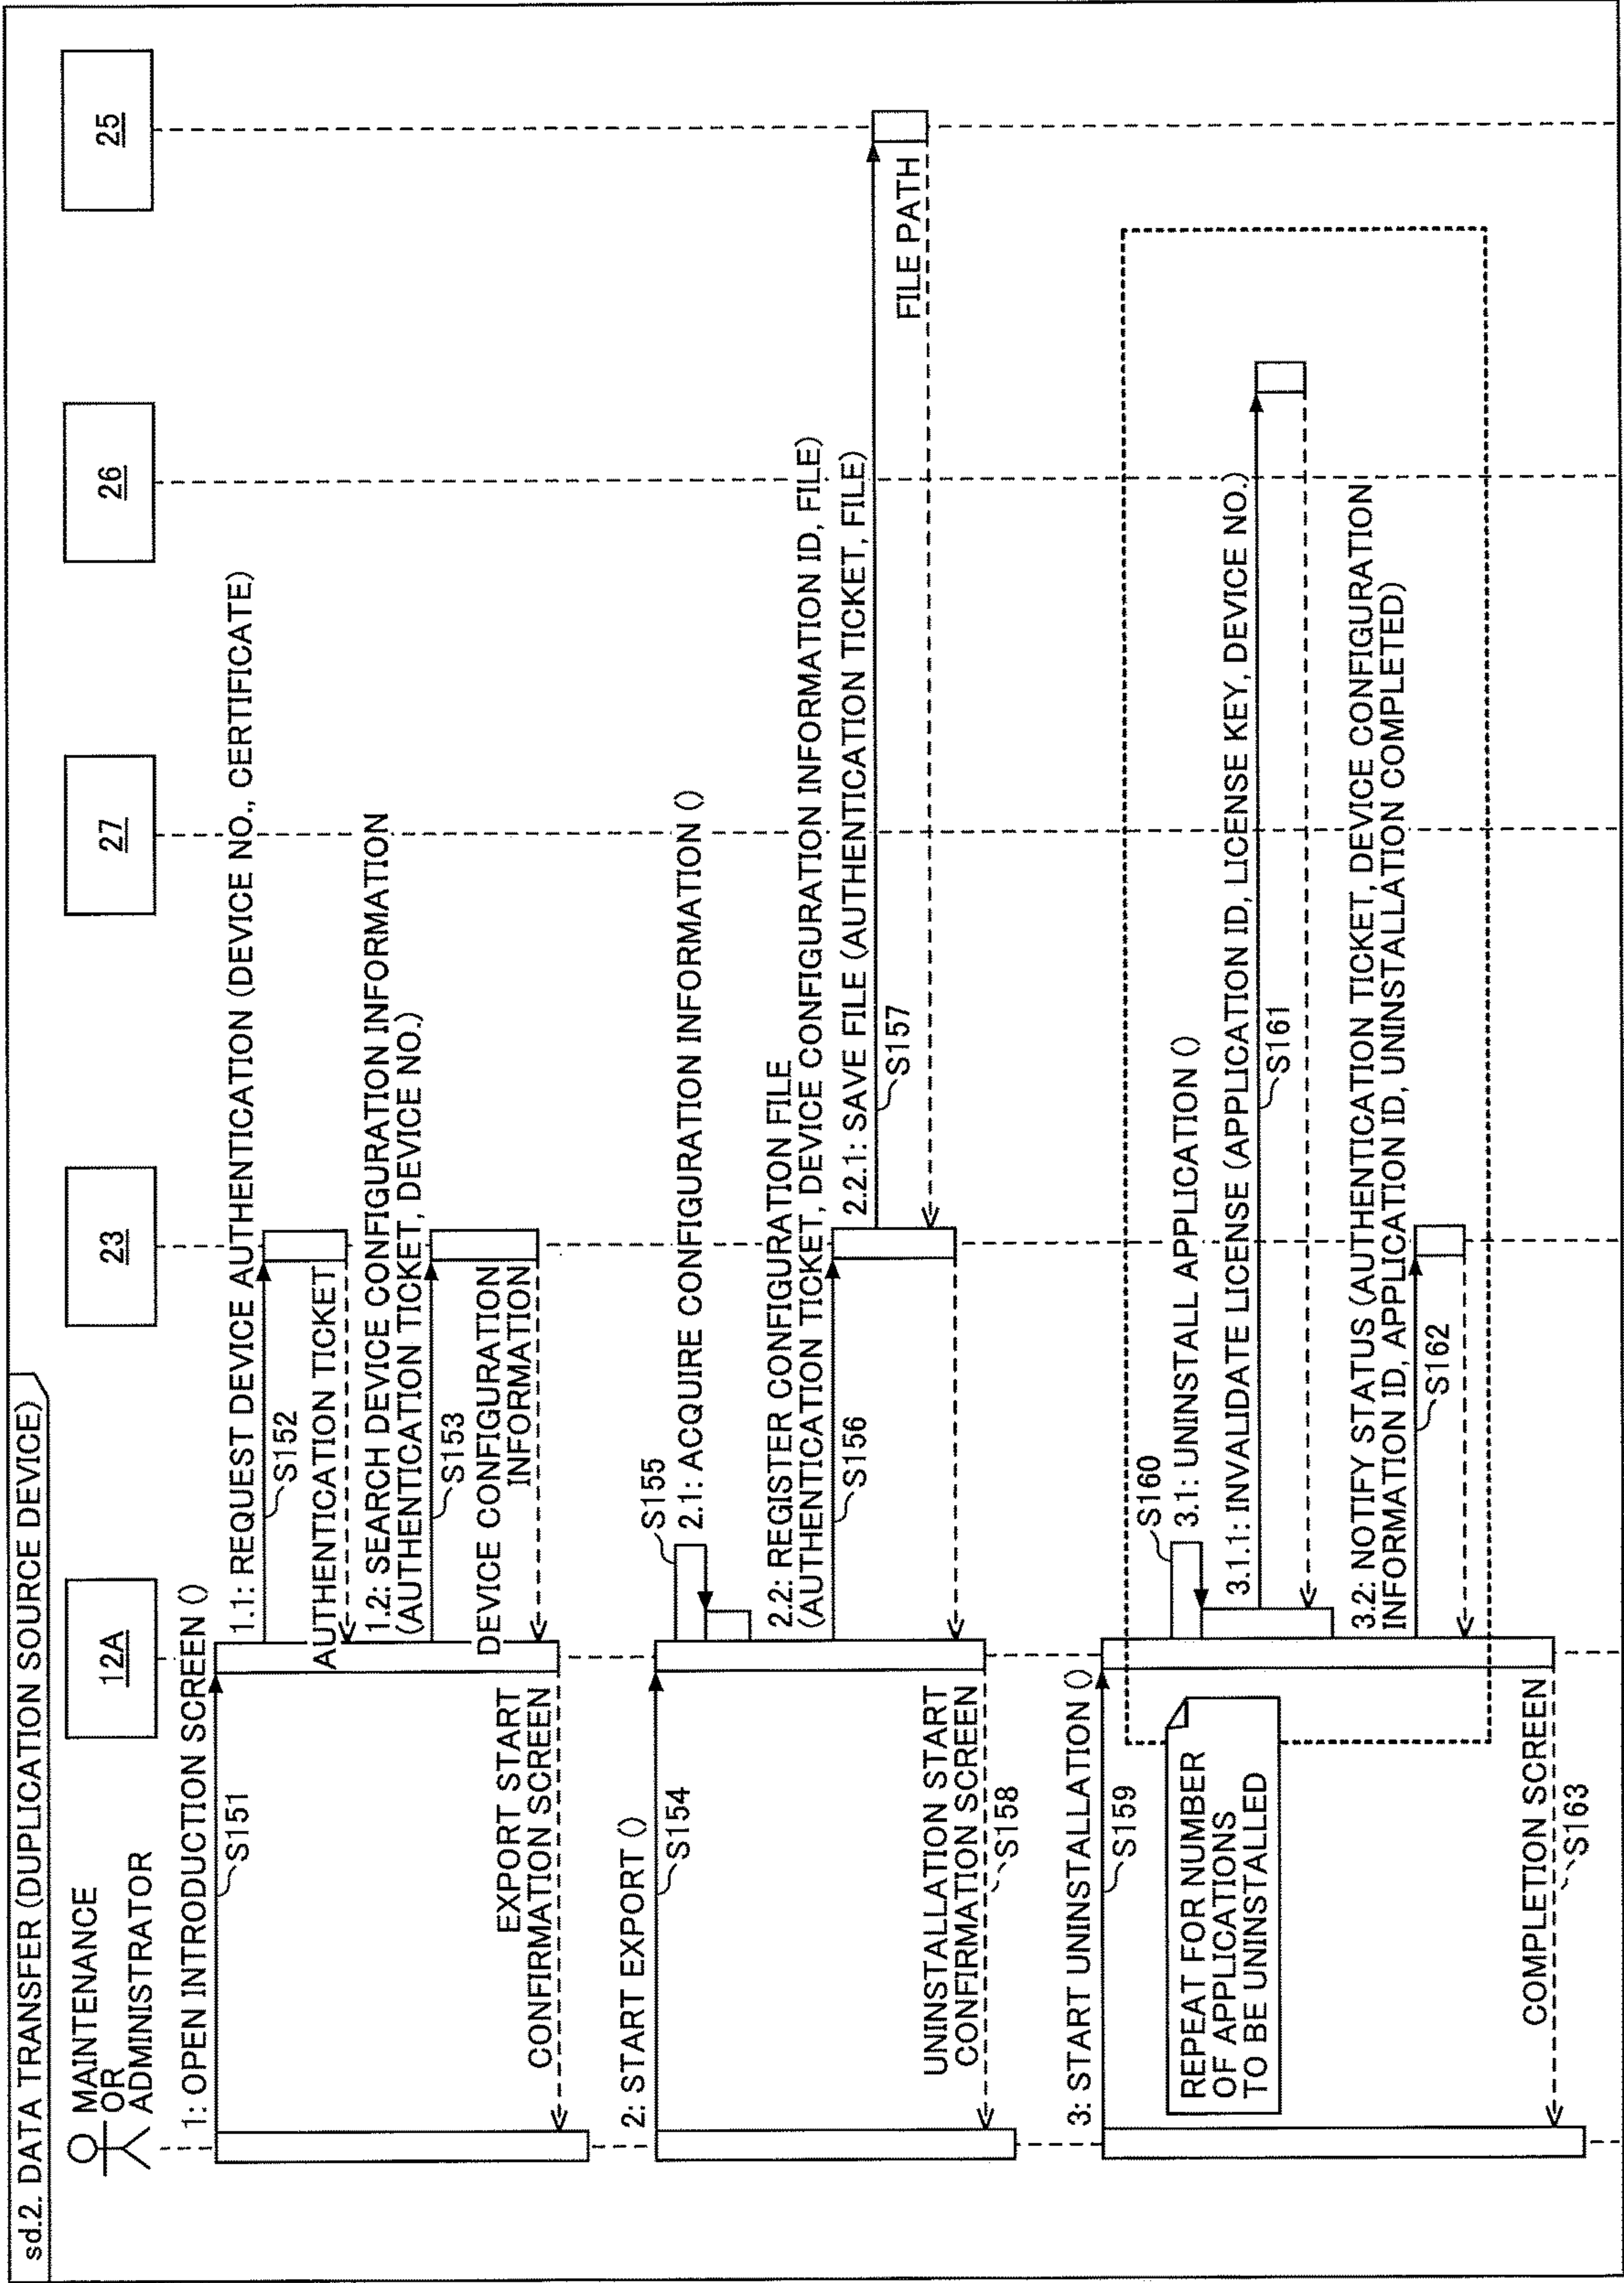 sd.2. DATA TRANSFER (DUPLICATION SOURCE DEVICE)
MAINTENANCE
OR
ADMINISTRATOR
12A
23
27
26
25
1: OPEN INTRODUCTION SCREEN ()
S151
1.1: REQUEST DEVICE AUTHENTICATION (DEVICE NO., CERTIFICATE)
S152
AUTHENTICATION TICKET
1.2: SEARCH DEVICE CONFIGURATION INFORMATION
(AUTHENTICATION TICKET, DEVICE NO.)
S153
DEVICE CONFIGURATION
INFORMATION
EXPORT START
CONFIRMATION SCREEN
2: START EXPORT ()
S154
S155
2.1: ACQUIRE CONFIGURATION INFORMATION ()
2.2: REGISTER CONFIGURATION FILE
(AUTHENTICATION TICKET, DEVICE CONFIGURATION INFORMATION ID, FILE)
S156
2.2.1: SAVE FILE (AUTHENTICATION TICKET, FILE)
S157
FILE PATH
UNINSTALLATION START
CONFIRMATION SCREEN
S158
3: START UNINSTALLATION ()
S159
REPEAT FOR NUMBER
OF APPLICATIONS
TO BE UNINSTALLED
S160
3.1: UNINSTALL APPLICATION ()
3.1.1: INVALIDATE LICENSE (APPLICATION ID, LICENSE KEY, DEVICE NO.)
S161
3.2: NOTIFY STATUS (AUTHENTICATION TICKET, DEVICE CONFIGURATION
INFORMATION ID, APPLICATION ID, UNINSTALLATION COMPLETED)
S162
COMPLETION SCREEN
S163